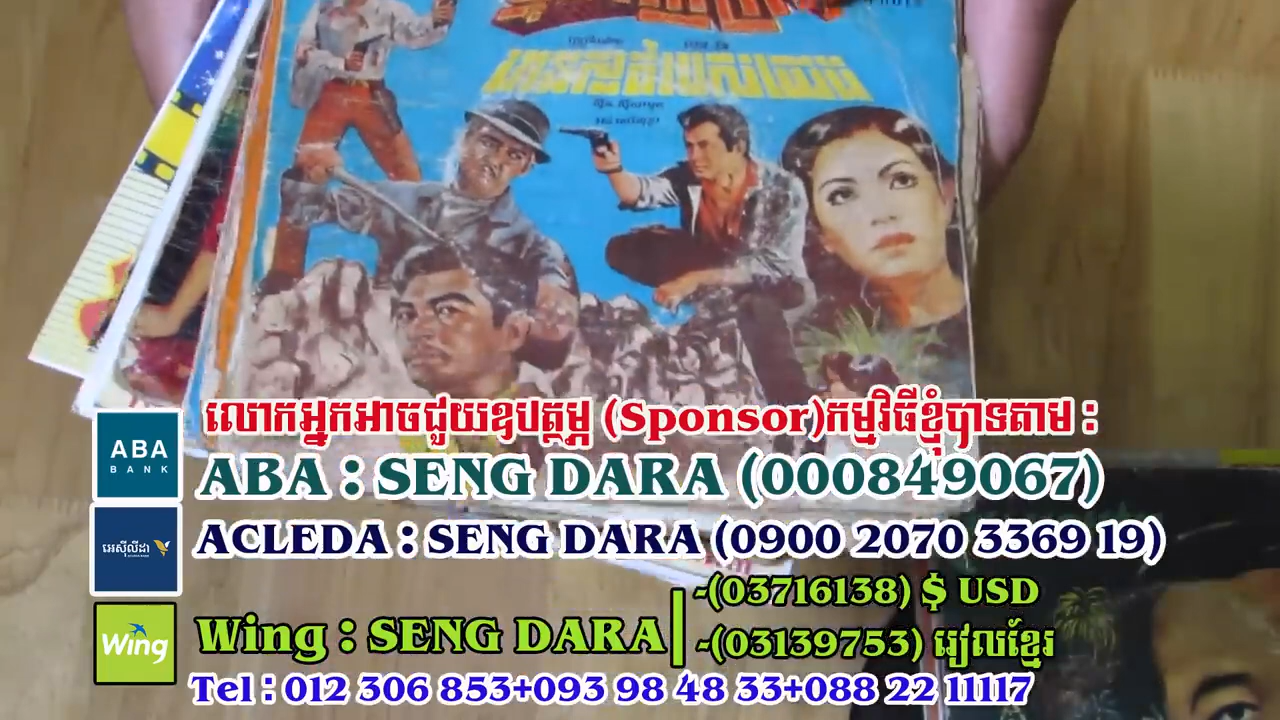 លោកអ្នកអាចជួយឧបត្ថម្ភ (Sponsor)កម្មវិធីខ្ញុំបាទតាម :
ABA BANK
ABA : SENG DARA (000849067)
អេស៊ីលីដា
ACLEDA : SENG DARA (0900 2070 3369 19)
Wing
Wing : SENG DARA
-(03716138) $ USD
-(03139753) រៀលខ្មែរ
Tel : 012 306 853+093 98 48 33+088 22 11117